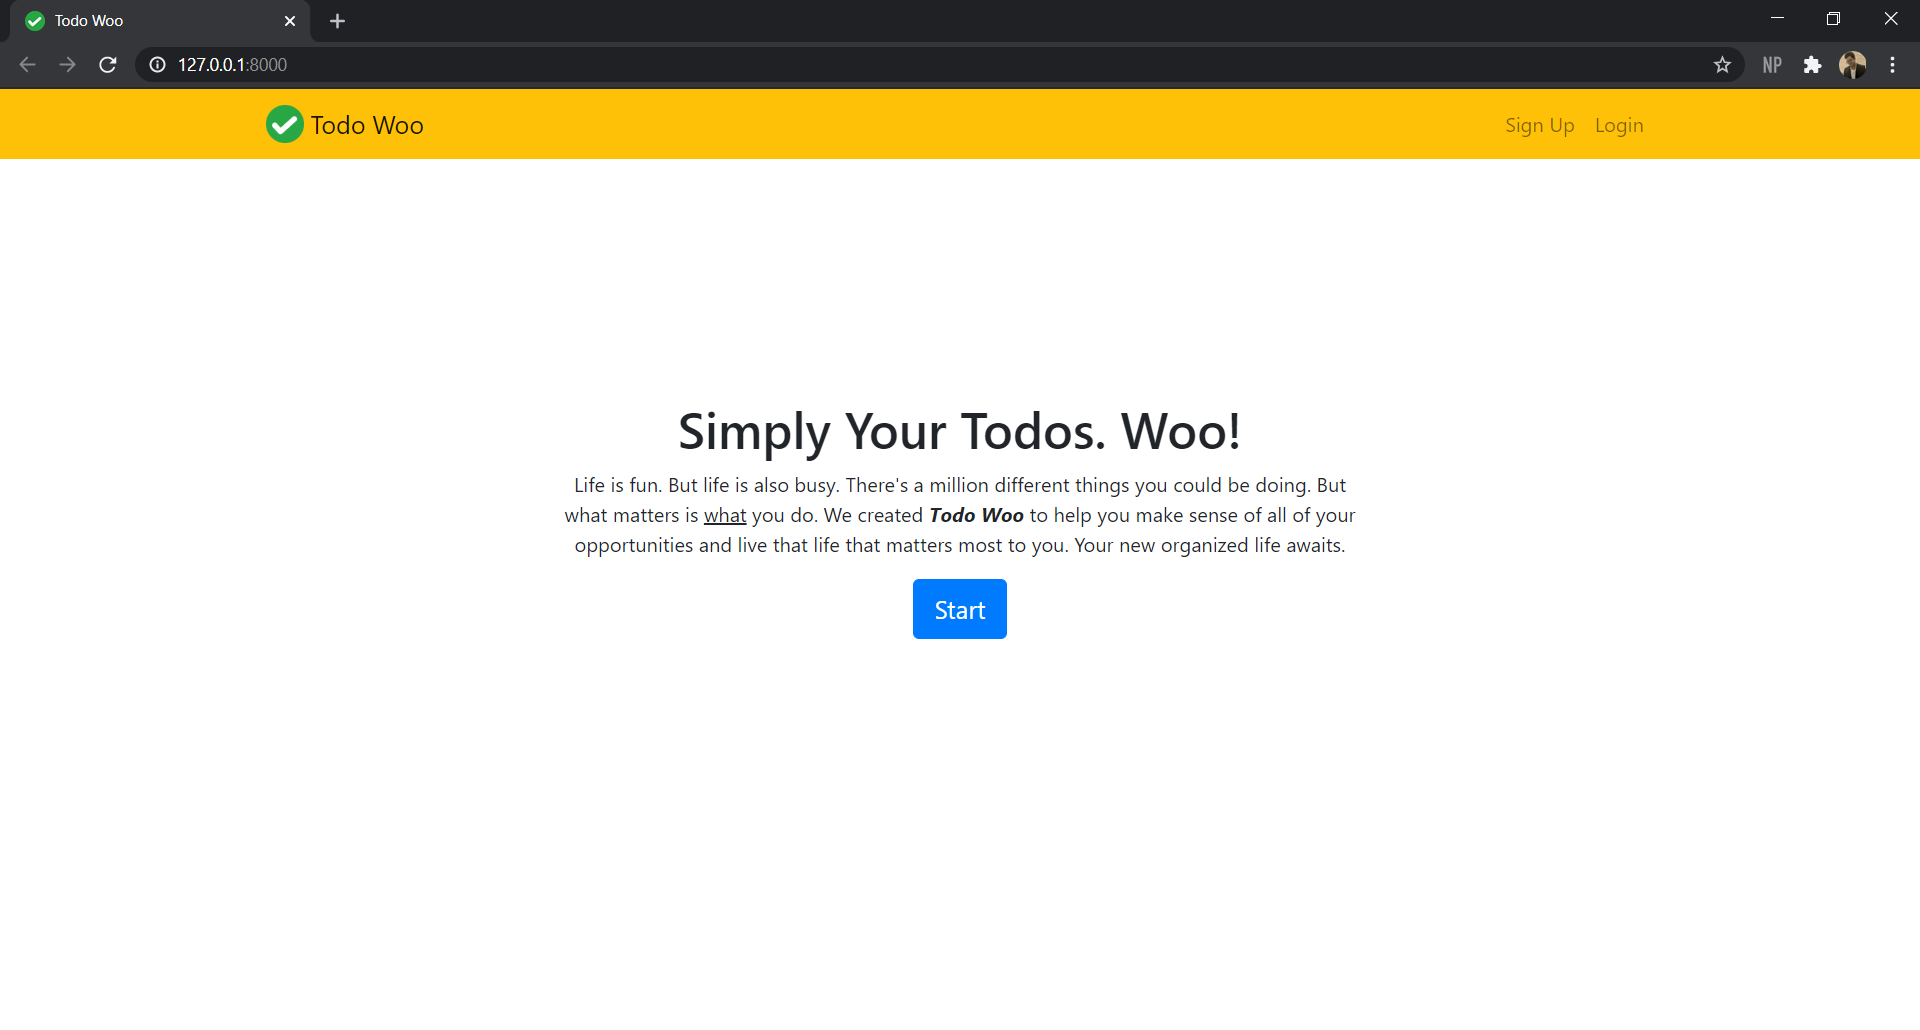 Todo Woo
127.0.0.1:8000
NP
Todo Woo
Sign Up
Login
Simply Your Todos. Woo!
Life is fun. But life is also busy. There's a million different things you could be doing. But
what matters is what you do. We created Todo Woo to help you make sense of all of your
opportunities and live that life that matters most to you. Your new organized life awaits.
Start